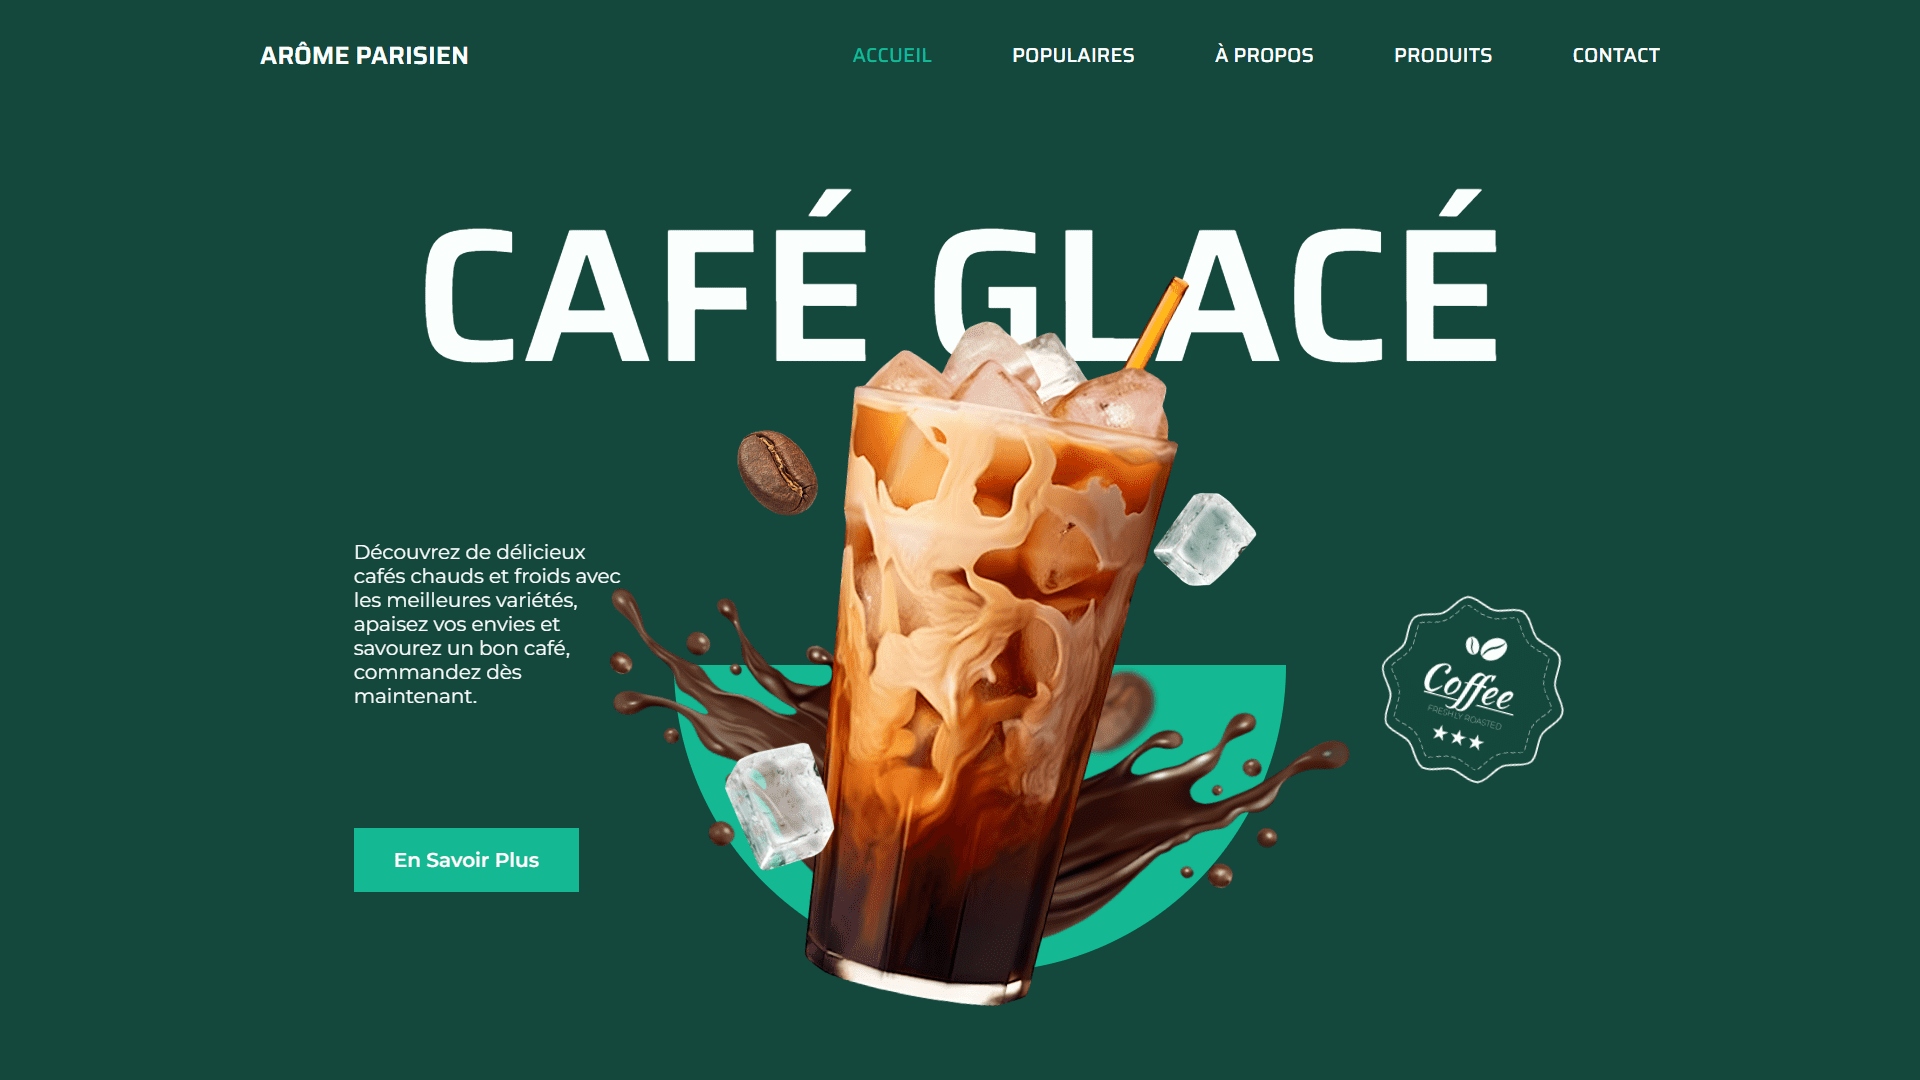 ARÔME PARISIEN
ACCUEIL
POPULAIRES
À PROPOS
PRODUITS
CONTACT
CAFÉ GLACÉ
Découvrez de délicieux
cafés chauds et froids avec
les meilleures variétés,
apaisez vos envies et
savourez un bon café,
commandez dès
maintenant.
Coffee
FRESHLY ROASTED
En Savoir Plus